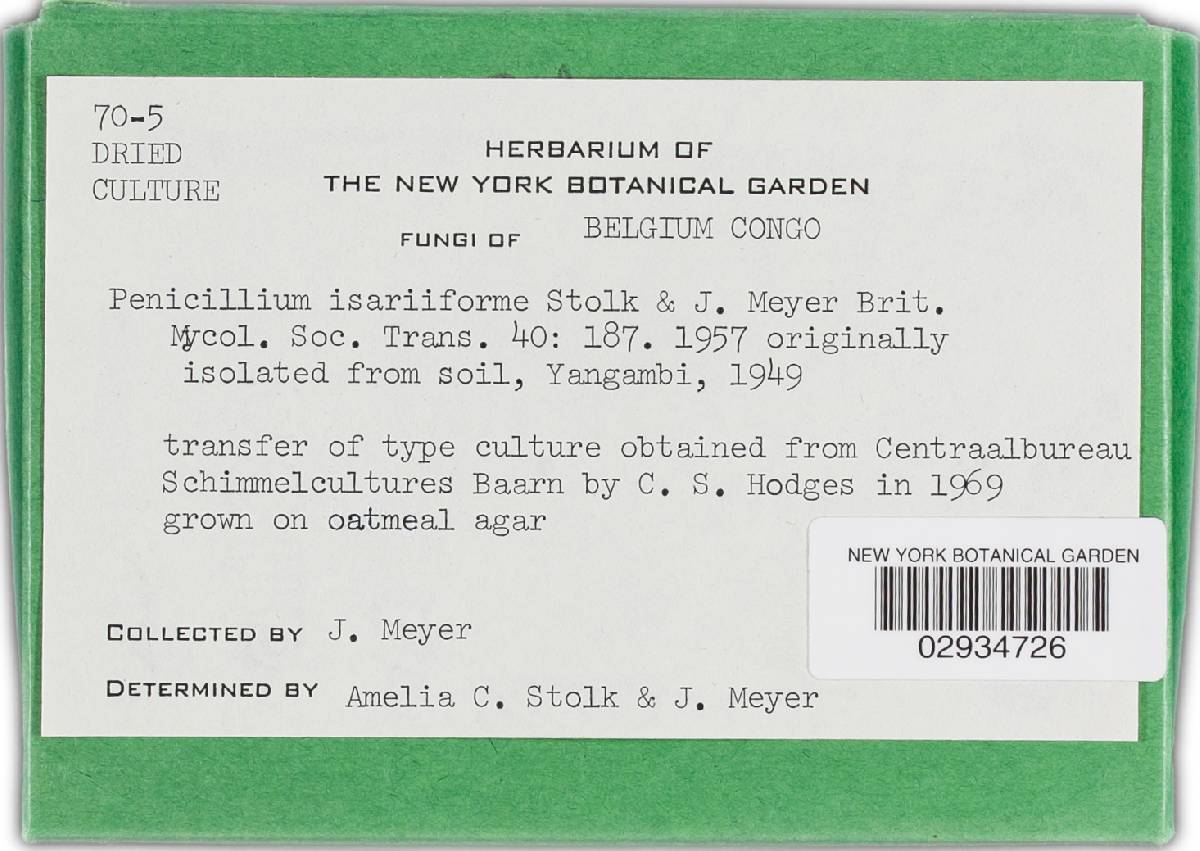 70-5
DRIED
CULTURE
HERBARIUM OF
THE NEW YORK BOTANICAL GARDEN
FUNGI OF BELGIUM CONGO
Penicillium isariiforme Stolk & J. Meyer Brit.
Mycol. Soc. Trans. 40: 187. 1957 originally
isolated from soil, Yangambi, 1949
transfer of type culture obtained from Centraalbureau
Schimmelcultures Baarn by C. S. Hodges in 1969
grown on oatmeal agar
NEW YORK BOTANICAL GARDEN
02934726
COLLECTED BY J. Meyer
DETERMINED BY Amelia C. Stolk & J. Meyer